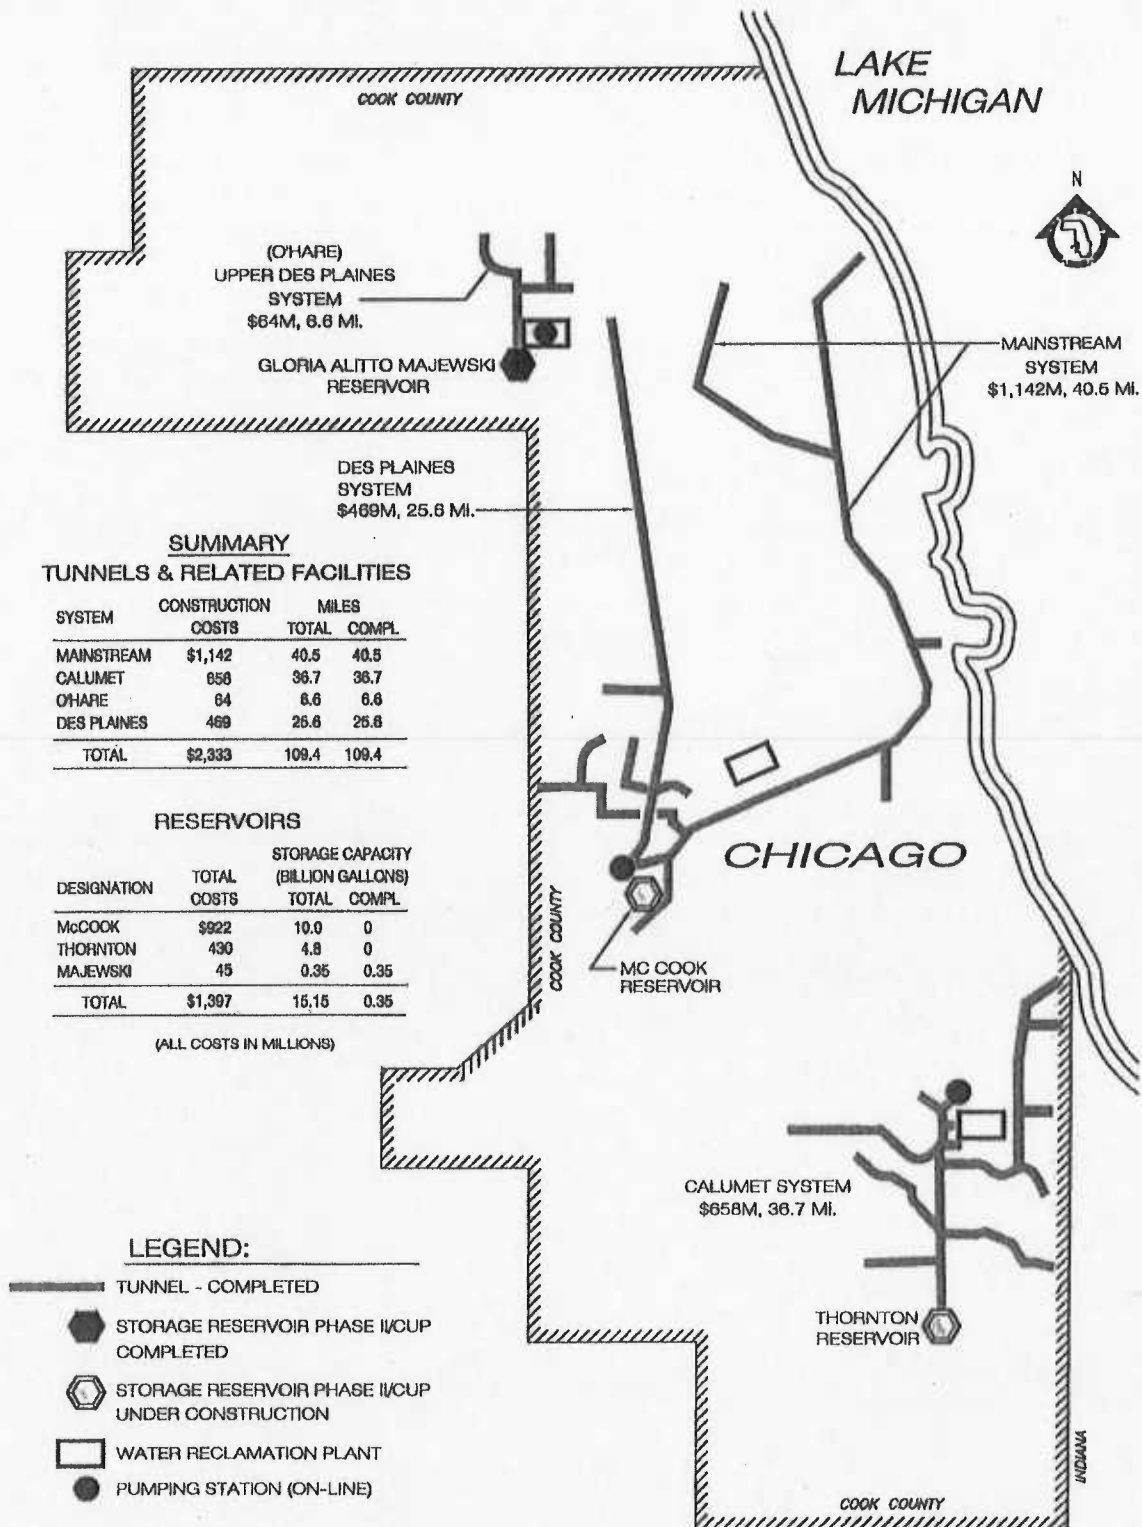 LAKE
MICHIGAN
COOK COUNTY
N
(O'HARE)
UPPER DES PLAINES
SYSTEM
$64M, 6.6 MI.
GLORIA ALITTO MAJEWSKI
RESERVOIR
MAINSTREAM
SYSTEM
$1,142M, 40.5 MI.
DES PLAINES
SYSTEM
$469M, 25.6 MI.
SUMMARY
TUNNELS & RELATED FACILITIES
SYSTEM CONSTRUCTION COSTS MILES TOTAL COMPL.
MAINSTREAM $1,142 40.5 40.5
CALUMET 658 36.7 36.7
O'HARE 64 6.6 6.6
DES PLAINES 469 25.6 25.6
TOTAL $2,333 109.4 109.4
RESERVOIRS
DESIGNATION TOTAL COSTS STORAGE CAPACITY (BILLION GALLONS) TOTAL COMPL
McCOOK $922 10.0 0
THORNTON 430 4.8 0
MAJEWSKI 45 0.35 0.35
TOTAL $1,397 15.15 0.35
(ALL COSTS IN MILLIONS)
CHICAGO
COOK COUNTY
MC COOK
RESERVOIR
CALUMET SYSTEM
$658M, 36.7 MI.
THORNTON
RESERVOIR
LEGEND:
TUNNEL - COMPLETED
STORAGE RESERVOIR PHASE II/CUP
COMPLETED
STORAGE RESERVOIR PHASE II/CUP
UNDER CONSTRUCTION
WATER RECLAMATION PLANT
PUMPING STATION (ON-LINE)
INDIANA
COOK COUNTY